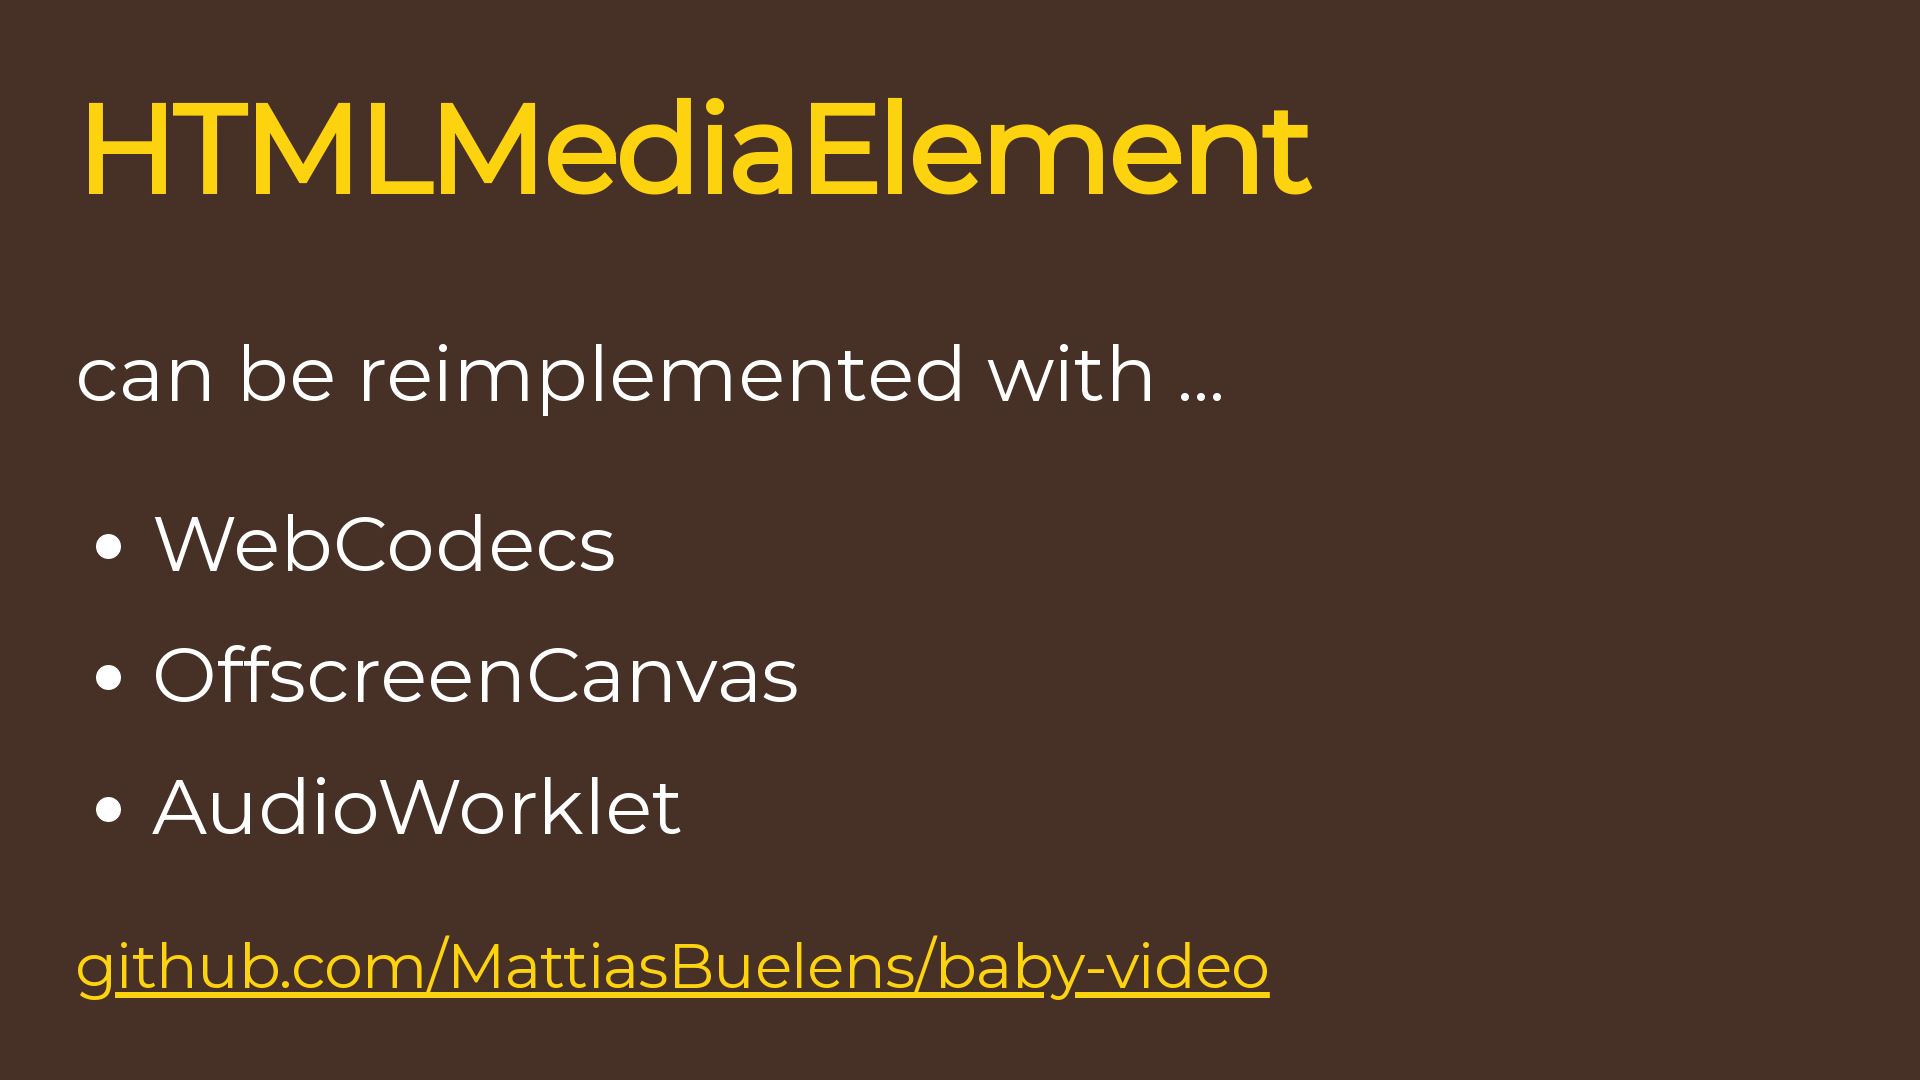 HTMLMediaElement
can be reimplemented with ...
• WebCodecs
• OffscreenCanvas
• AudioWorklet
github.com/MattiasBuelens/baby-video